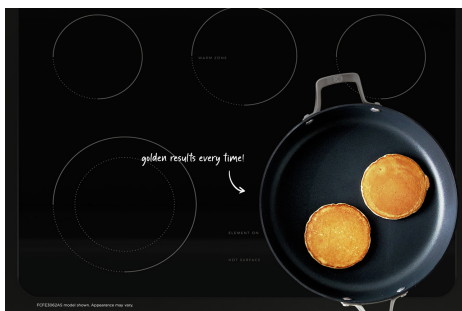 WARM ZONE
golden results every time!
ELEMENT ON
HOT SURFACE
FCFE3062AS model shown. Appearance may vary.